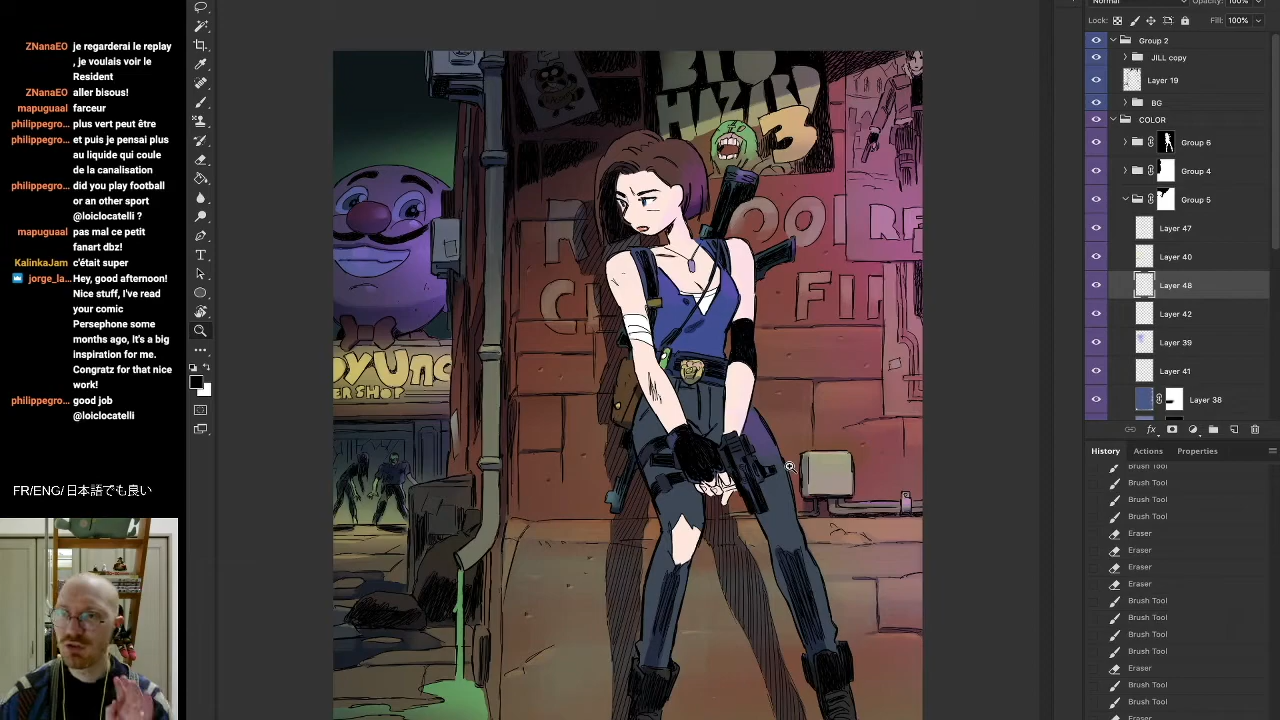 ZNanaEO je regarderai le replay
, je voulais voir le
Resident
ZNanaEO aller bisous!
mapuguaal farceur
philippegro... plus vert peut être
philippegro... et puis je pensai plus
au liquide qui coule
de la canalisation
philippegro... did you play football
or an other sport
@loiclocatelli ?
mapuguaal pas mal ce petit
fanart dbz!
KalinkaJam c'était super
jorge_la... Hey, good afternoon!
Nice stuff, I've read
your comic
Persephone some
months ago, It's a big
inspiration for me.
Congratz for that nice
work!
philippegro... good job
@loiclocatelli
FR/ENG/日本語でも良い
BIO
HAZARD
3
Normal
Opacity: 100%
Lock:
Fill: 100%
Group 2
JILL copy
Layer 19
BG
COLOR
Group 6
Group 4
Group 5
Layer 47
Layer 40
Layer 48
Layer 42
Layer 39
Layer 41
Layer 38
fx
History Actions Properties
Brush Tool
Brush Tool
Brush Tool
Brush Tool
Eraser
Eraser
Eraser
Eraser
Brush Tool
Brush Tool
Brush Tool
Brush Tool
Eraser
Brush Tool
Brush Tool